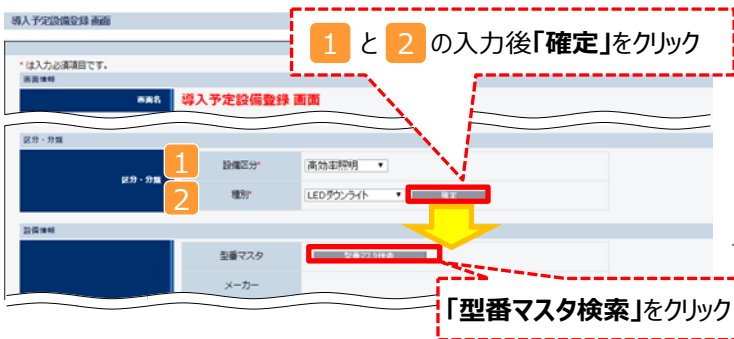 導入予定設備登録 画面
1 と 2 の入力後「確定」をクリック
* は入力必須項目です。
画面情報
画面名 導入予定設備登録 画面
区分・分類
1 設備区分* 高効率照明
区分・分類
2 種別* LEDダウンライト 確定
設備情報
型番マスタ 型番マスタ検索
メーカー
「型番マスタ検索」をクリック